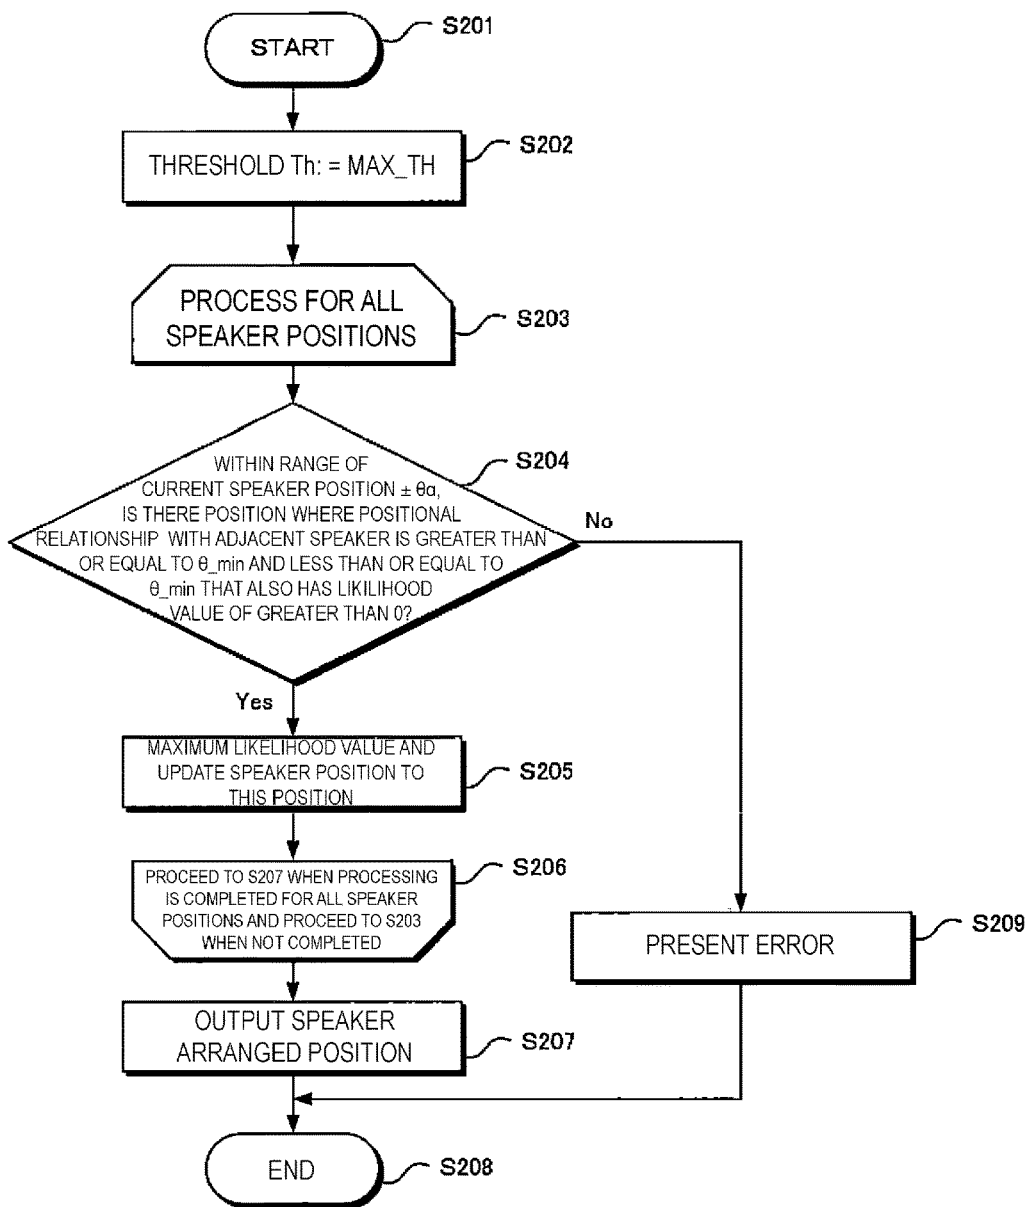 START
S201
THRESHOLD Th: = MAX_TH
S202
PROCESS FOR ALL
SPEAKER POSITIONS
S203
WITHIN RANGE OF
CURRENT SPEAKER POSITION ± θα,
IS THERE POSITION WHERE POSITIONAL
RELATIONSHIP WITH ADJACENT SPEAKER IS GREATER THAN
OR EQUAL TO θ_min AND LESS THAN OR EQUAL TO
θ_min THAT ALSO HAS LIKILIHOOD
VALUE OF GREATER THAN 0?
S204
No
Yes
MAXIMUM LIKELIHOOD VALUE AND
UPDATE SPEAKER POSITION TO
THIS POSITION
S205
PROCEED TO S207 WHEN PROCESSING
IS COMPLETED FOR ALL SPEAKER
POSITIONS AND PROCEED TO S203
WHEN NOT COMPLETED
S206
PRESENT ERROR
S209
OUTPUT SPEAKER
ARRANGED POSITION
S207
END
S208